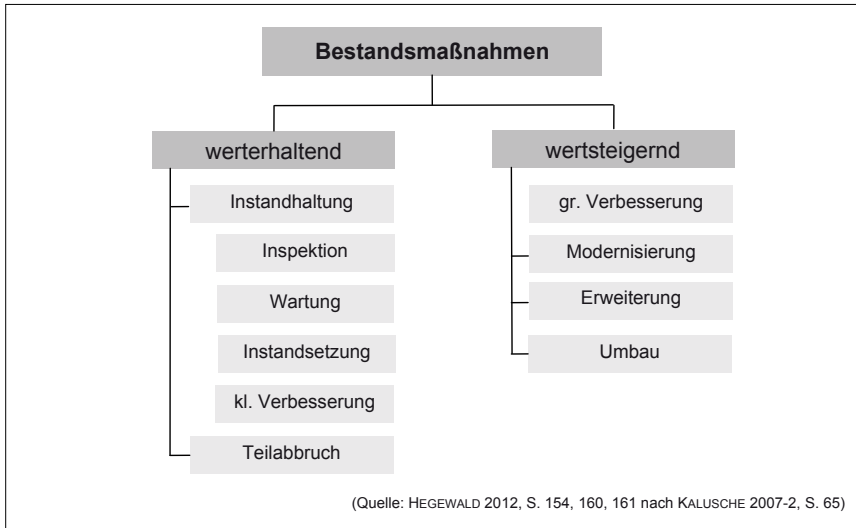 Bestandsmaßnahmen
werterhaltend
Instandhaltung
Inspektion
Wartung
Instandsetzung
kl. Verbesserung
Teilabbruch
wertsteigernd
gr. Verbesserung
Modernisierung
Erweiterung
Umbau
(Quelle: HEGEWALD 2012, S. 154, 160, 161 nach KALUSCHE 2007-2, S. 65)